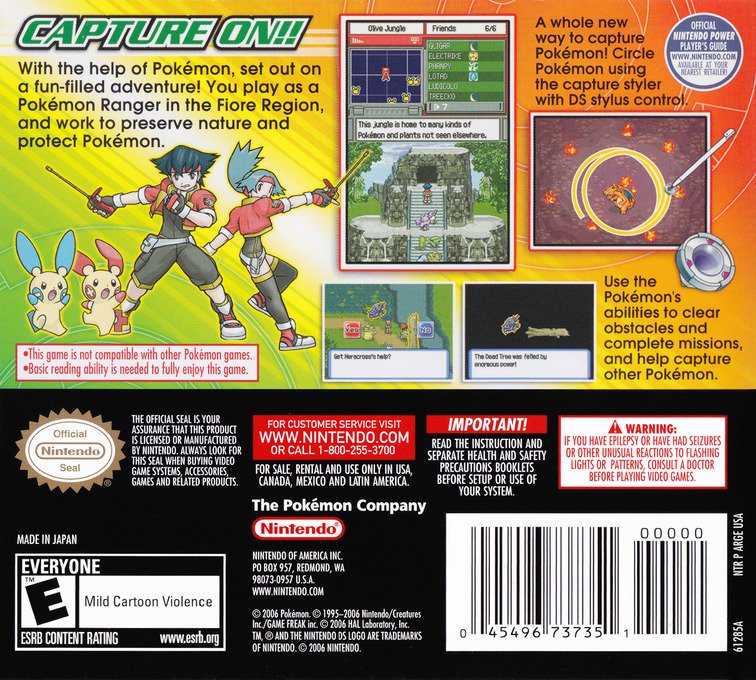 CAPTURE ON!!
With the help of Pokémon, set out on
a fun-filled adventure! You play as a
Pokémon Ranger in the Fiore Region,
and work to preserve nature and
protect Pokémon.
•This game is not compatible with other Pokémon games.
•Basic reading ability is needed to fully enjoy this game.
Olive Jungle
Friends 6/6
GLIGAR
ELECTRIKE
PHANPY
LOTAD
LUDICOLO
TREECKO
7
This jungle is home to many kinds of
Pokémon and plants not seen elsewhere.
A whole new
way to capture
Pokémon! Circle
Pokémon using
the capture styler
with DS stylus control.
OFFICIAL
NINTENDO POWER
PLAYER'S GUIDE
WWW.NINTENDO.COM
AVAILABLE AT YOUR
NEAREST RETAILER!
Yes
No
Get Heracross's help?
The Dead Tree was felled by
enormous power!
Use the
Pokémon's
abilities to clear
obstacles and
complete missions,
and help capture
other Pokémon.
Official
Nintendo
Seal
®
THE OFFICIAL SEAL IS YOUR
ASSURANCE THAT THIS PRODUCT
IS LICENSED OR MANUFACTURED
BY NINTENDO. ALWAYS LOOK FOR
THIS SEAL WHEN BUYING VIDEO
GAME SYSTEMS, ACCESSORIES,
GAMES AND RELATED PRODUCTS.
FOR CUSTOMER SERVICE VISIT
WWW.NINTENDO.COM
OR CALL 1-800-255-3700
FOR SALE, RENTAL AND USE ONLY IN USA,
CANADA, MEXICO AND LATIN AMERICA.
IMPORTANT!
READ THE INSTRUCTION AND
SEPARATE HEALTH AND SAFETY
PRECAUTIONS BOOKLETS
BEFORE SETUP OR USE OF
YOUR SYSTEM.
WARNING:
IF YOU HAVE EPILEPSY OR HAVE HAD SEIZURES
OR OTHER UNUSUAL REACTIONS TO FLASHING
LIGHTS OR PATTERNS, CONSULT A DOCTOR
BEFORE PLAYING VIDEO GAMES.
The Pokémon Company
Nintendo®
NINTENDO OF AMERICA INC.
PO BOX 957, REDMOND, WA
98073-0957 U.S.A.
WWW.NINTENDO.COM
© 2006 Pokémon. © 1995–2006 Nintendo/Creatures
Inc./GAME FREAK inc. © 2006 HAL Laboratory, Inc.
TM, ® AND THE NINTENDO DS LOGO ARE TRADEMARKS
OF NINTENDO. © 2006 NINTENDO.
MADE IN JAPAN
EVERYONE
TM
E
®
Mild Cartoon Violence
ESRB CONTENT RATING www.esrb.org
00000
0 45496 73735 1
NTR P ARGE USA
61285A